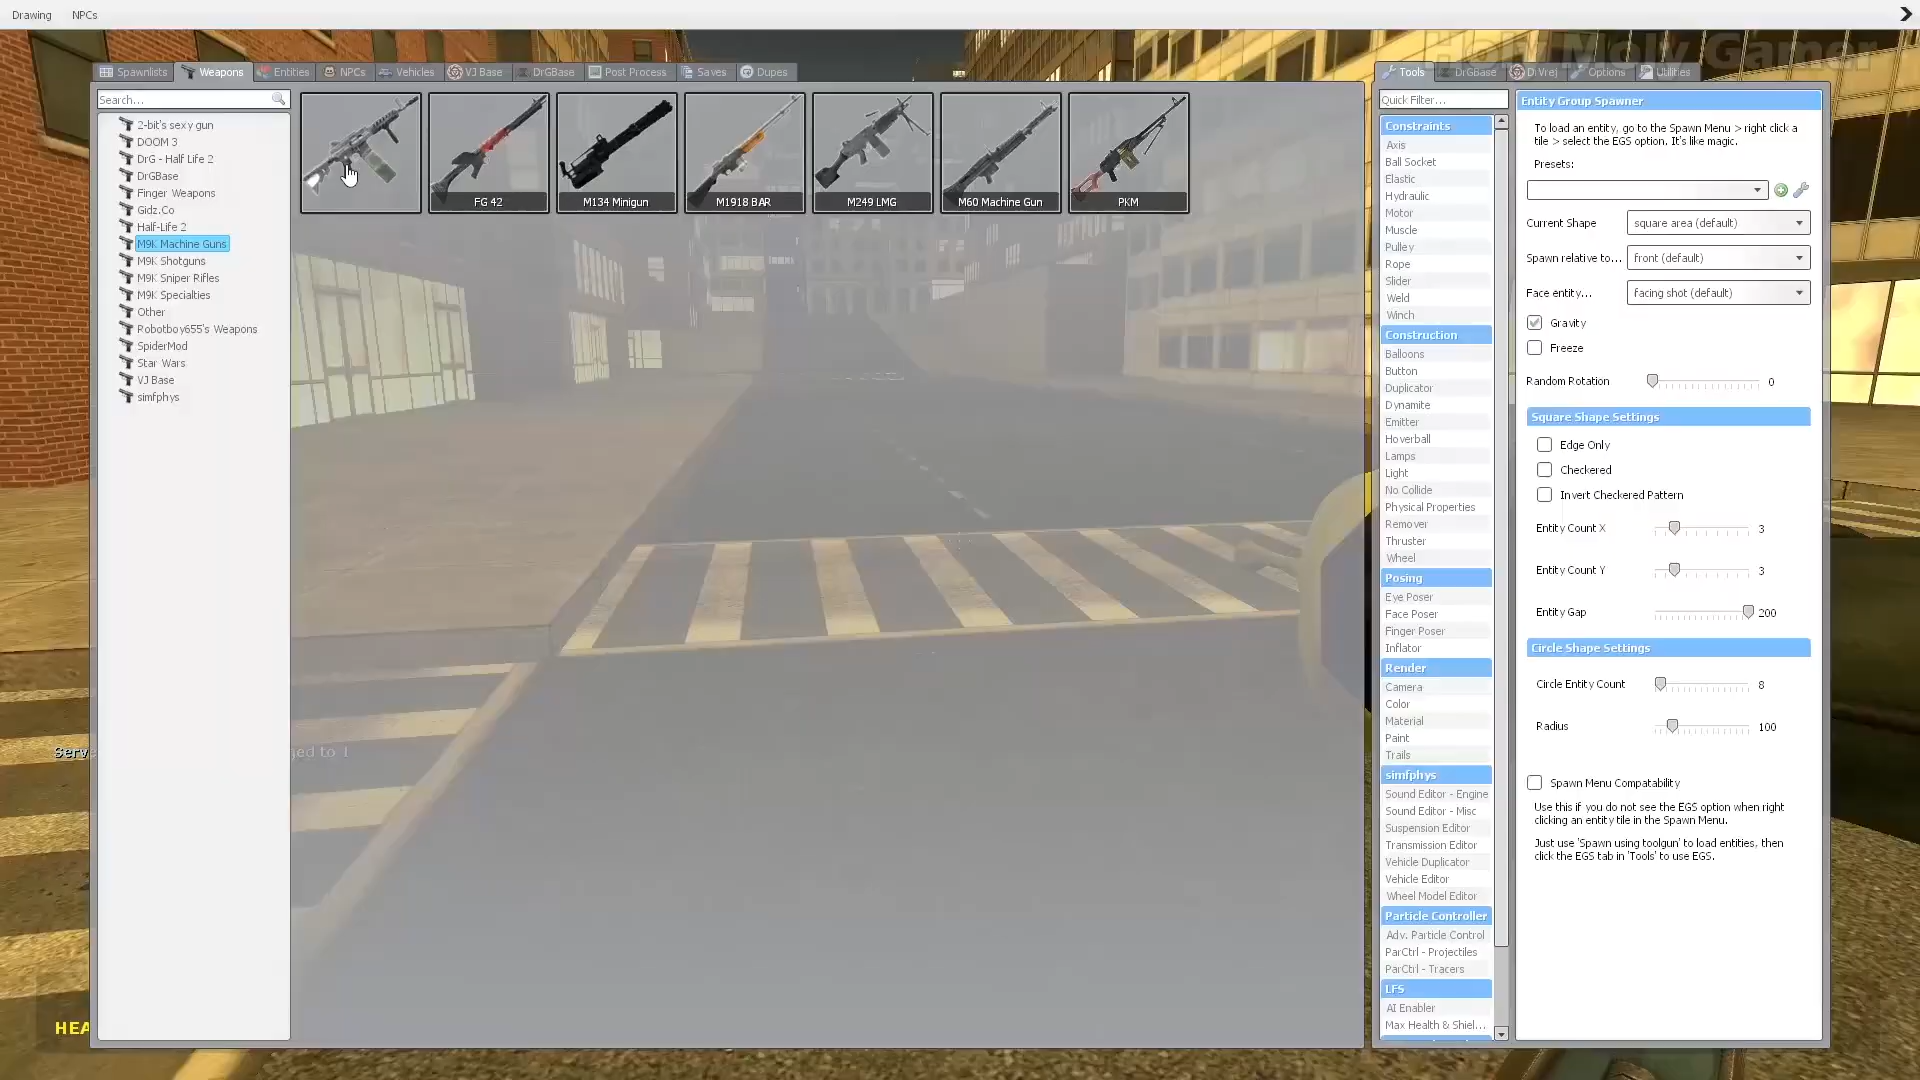 Drawing NPCs
Holy Moly Gamer
Spawnlists Weapons Entities NPCs Vehicles VJ Base DrGBase Post Process Saves Dupes
Search...
2-bit's sexy gun
DOOM 3
DrG - Half Life 2
DrGBase
Finger Weapons
Gidz.Co
Half-Life 2
M9K Machine Guns
M9K Shotguns
M9K Sniper Rifles
M9K Specialties
Other
Robotboy655's Weapons
SpiderMod
Star Wars
VJ Base
simfphys
FG 42
M134 Minigun
M1918 BAR
M249 LMG
M60 Machine Gun
PKM
Serve
ged to 1
HEA
Tools DrGBase DiVrej Options Utilities
Quick Filter...
Constraints
Axis
Ball Socket
Elastic
Hydraulic
Motor
Muscle
Pulley
Rope
Slider
Weld
Winch
Construction
Balloons
Button
Duplicator
Dynamite
Emitter
Hoverball
Lamps
Light
No Collide
Physical Properties
Remover
Thruster
Wheel
Posing
Eye Poser
Face Poser
Finger Poser
Inflator
Render
Camera
Color
Material
Paint
Trails
simfphys
Sound Editor - Engine
Sound Editor - Misc
Suspension Editor
Transmission Editor
Vehicle Duplicator
Vehicle Editor
Wheel Model Editor
Particle Controller
Adv. Particle Control
ParCtrl - Projectiles
ParCtrl - Tracers
LFS
AI Enabler
Max Health & Shiel...
Entity Group Spawner
To load an entity, go to the Spawn Menu > right click a
tile > select the EGS option. It's like magic.
Presets:
Current Shape square area (default)
Spawn relative to... front (default)
Face entity... facing shot (default)
Gravity
Freeze
Random Rotation 0
Square Shape Settings
Edge Only
Checkered
Invert Checkered Pattern
Entity Count X 3
Entity Count Y 3
Entity Gap 200
Circle Shape Settings
Circle Entity Count 8
Radius 100
Spawn Menu Compatability
Use this if you do not see the EGS option when right
clicking an entity tile in the Spawn Menu.
Just use 'Spawn using toolgun' to load entities, then
click the EGS tab in 'Tools' to use EGS.